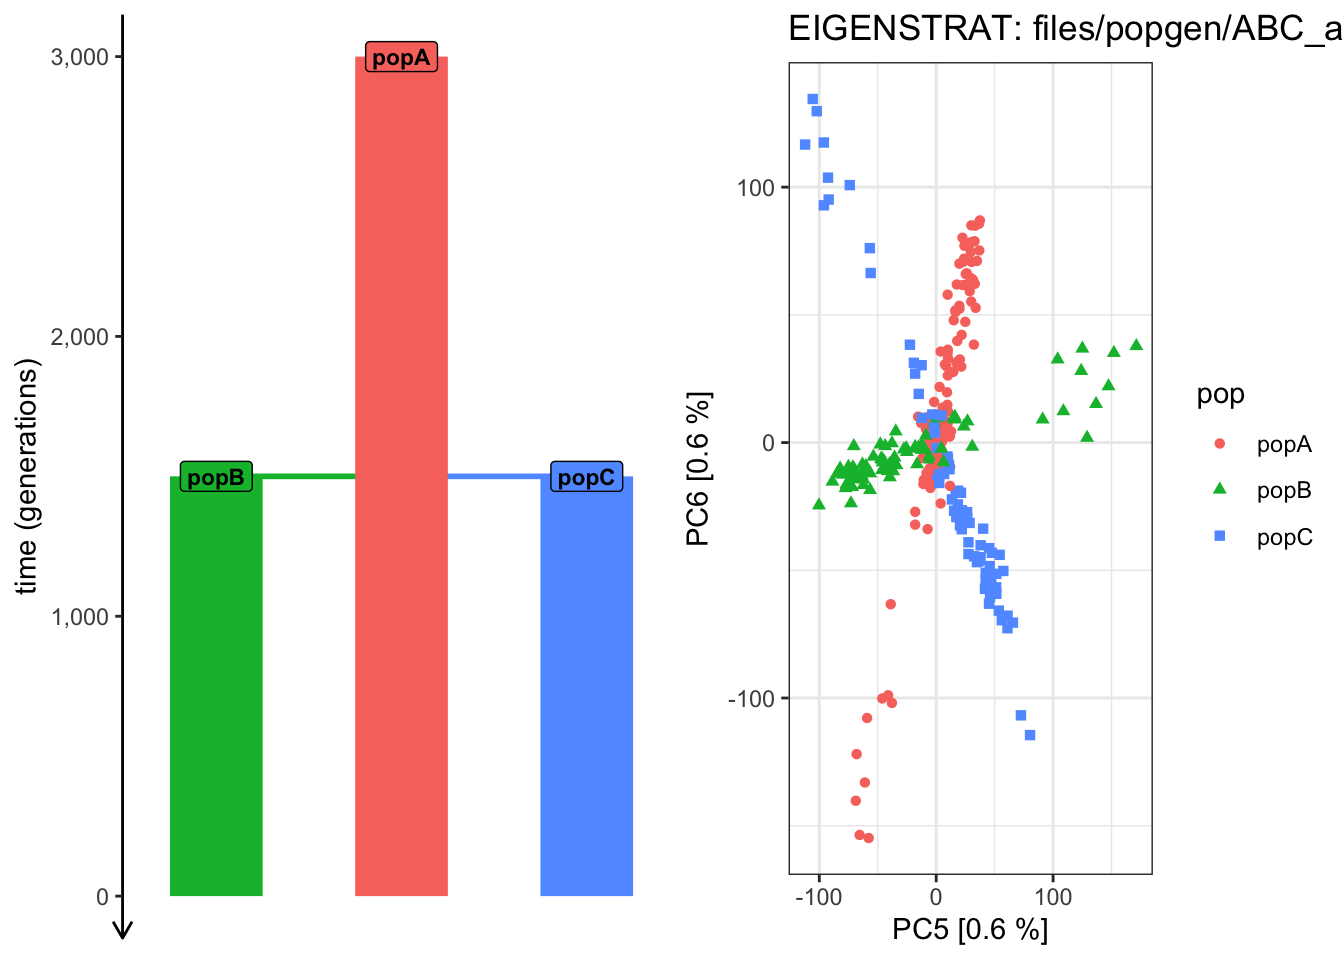 time (generations)
3,000
2,000
1,000
0
popA
popB
popC
EIGENSTRAT: files/popgen/ABC_a
PC6 [0.6 %]
100
0
-100
-100
0
100
PC5 [0.6 %]
pop
popA
popB
popC